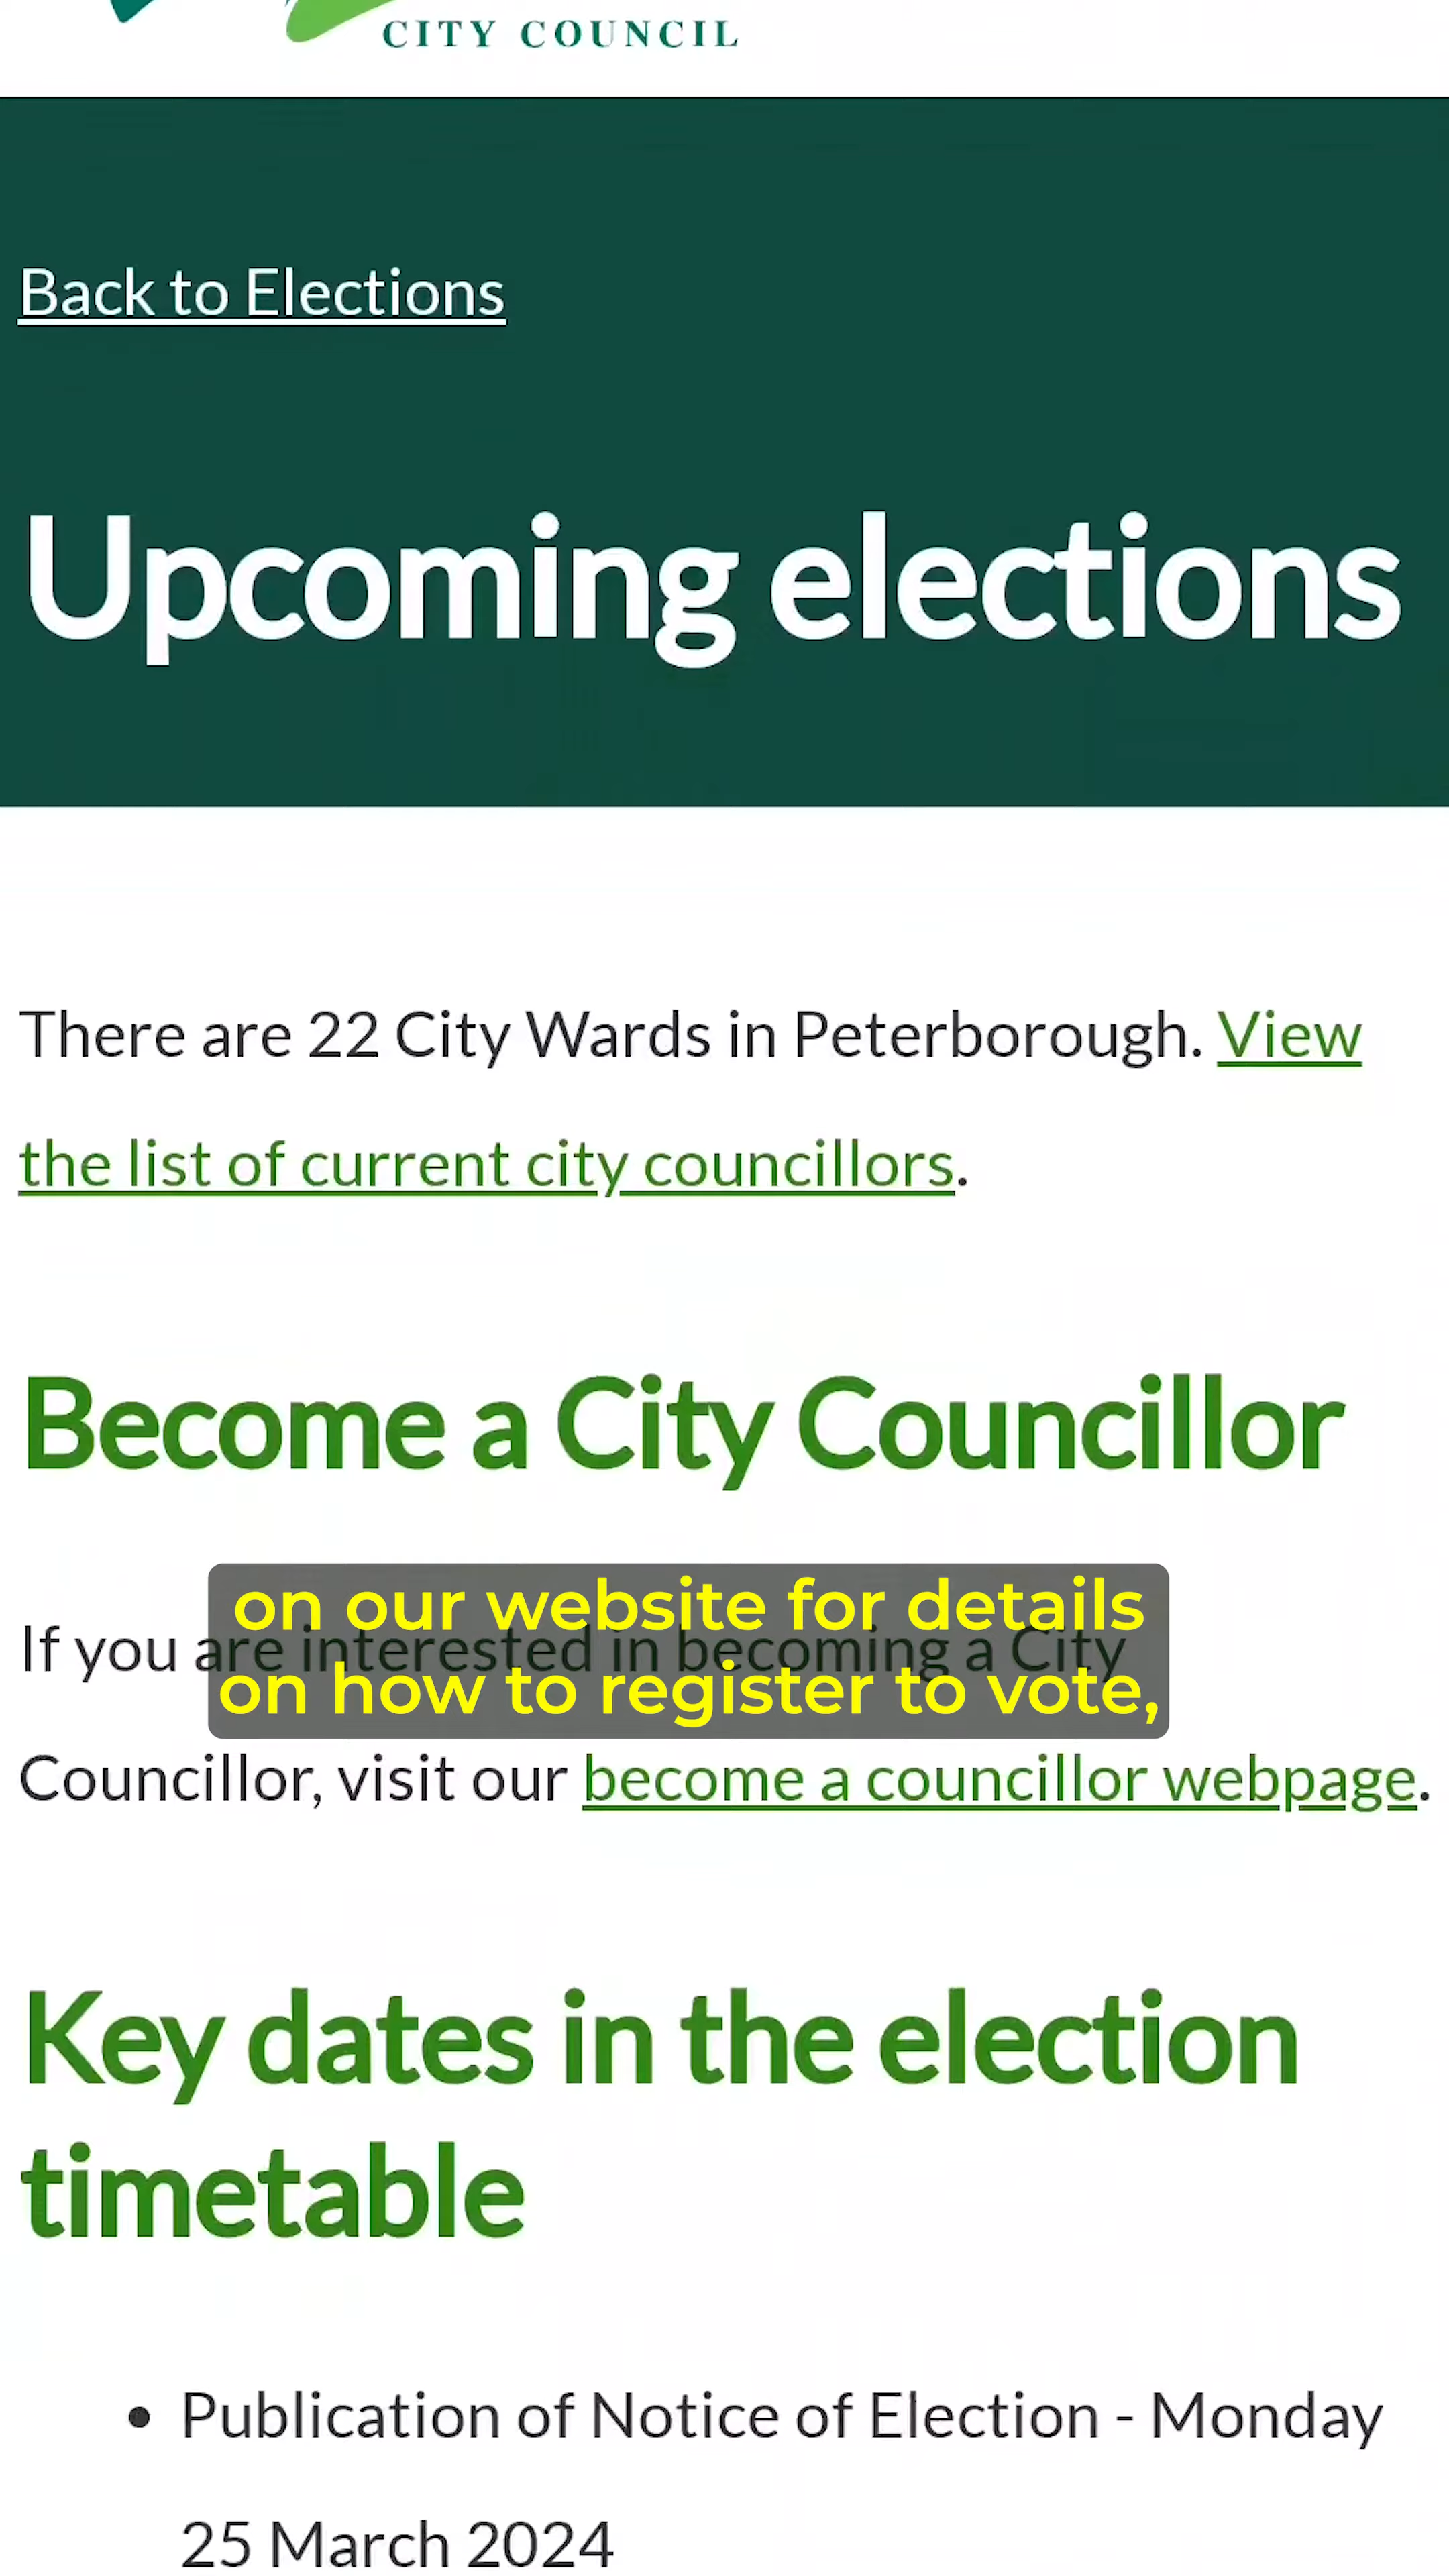 CITY COUNCIL
Back to Elections
Upcoming elections
There are 22 City Wards in Peterborough. View
the list of current city councillors.
Become a City Councillor
If you are interested in becoming a City
on our website for details
on how to register to vote,
Councillor, visit our become a councillor webpage.
Key dates in the election
timetable
• Publication of Notice of Election - Monday
25 March 2024